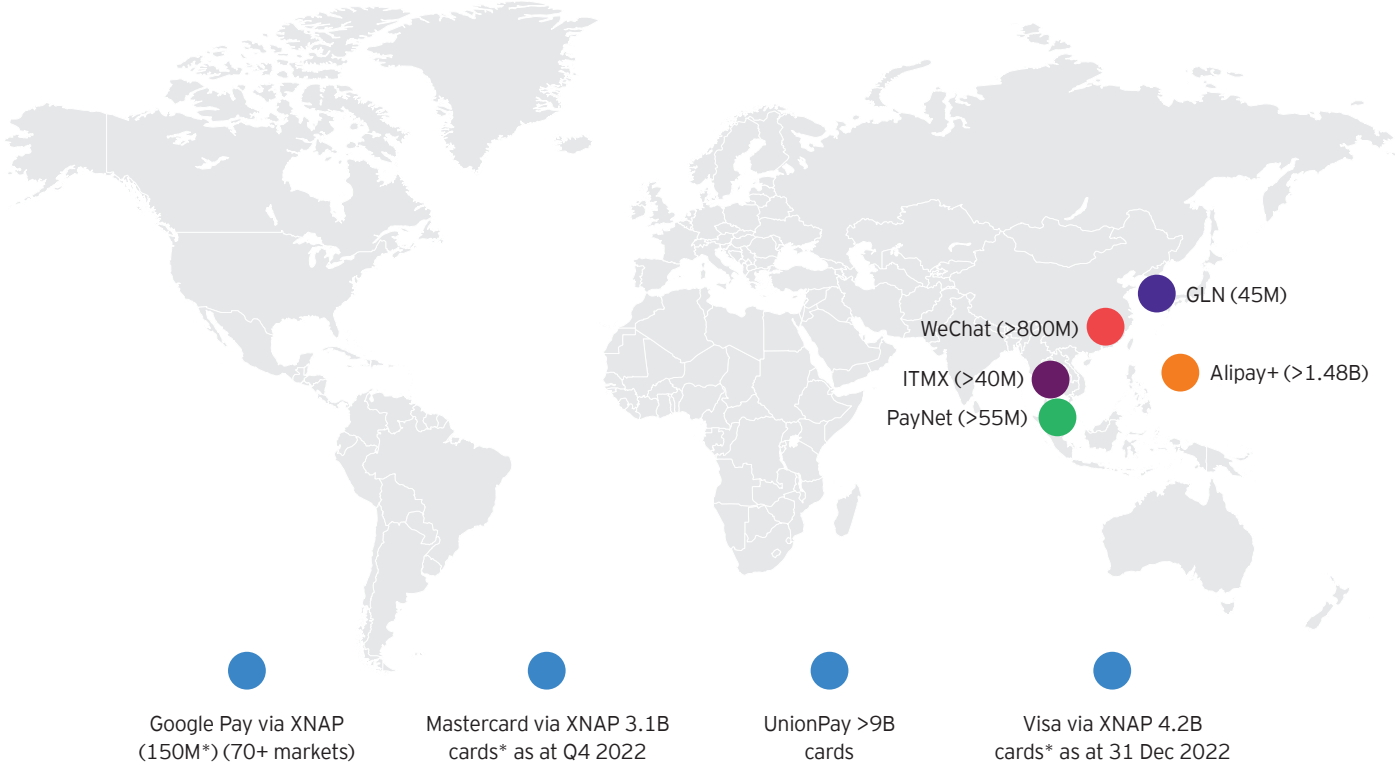 GLN (45M)
WeChat (>800M)
Alipay+ (>1.48B)
ITMX (>40M)
PayNet (>55M)
Google Pay via XNAP
(150M*) (70+ markets)
Mastercard via XNAP 3.1B
cards* as at Q4 2022
UnionPay >9B
cards
Visa via XNAP 4.2B
cards* as at 31 Dec 2022